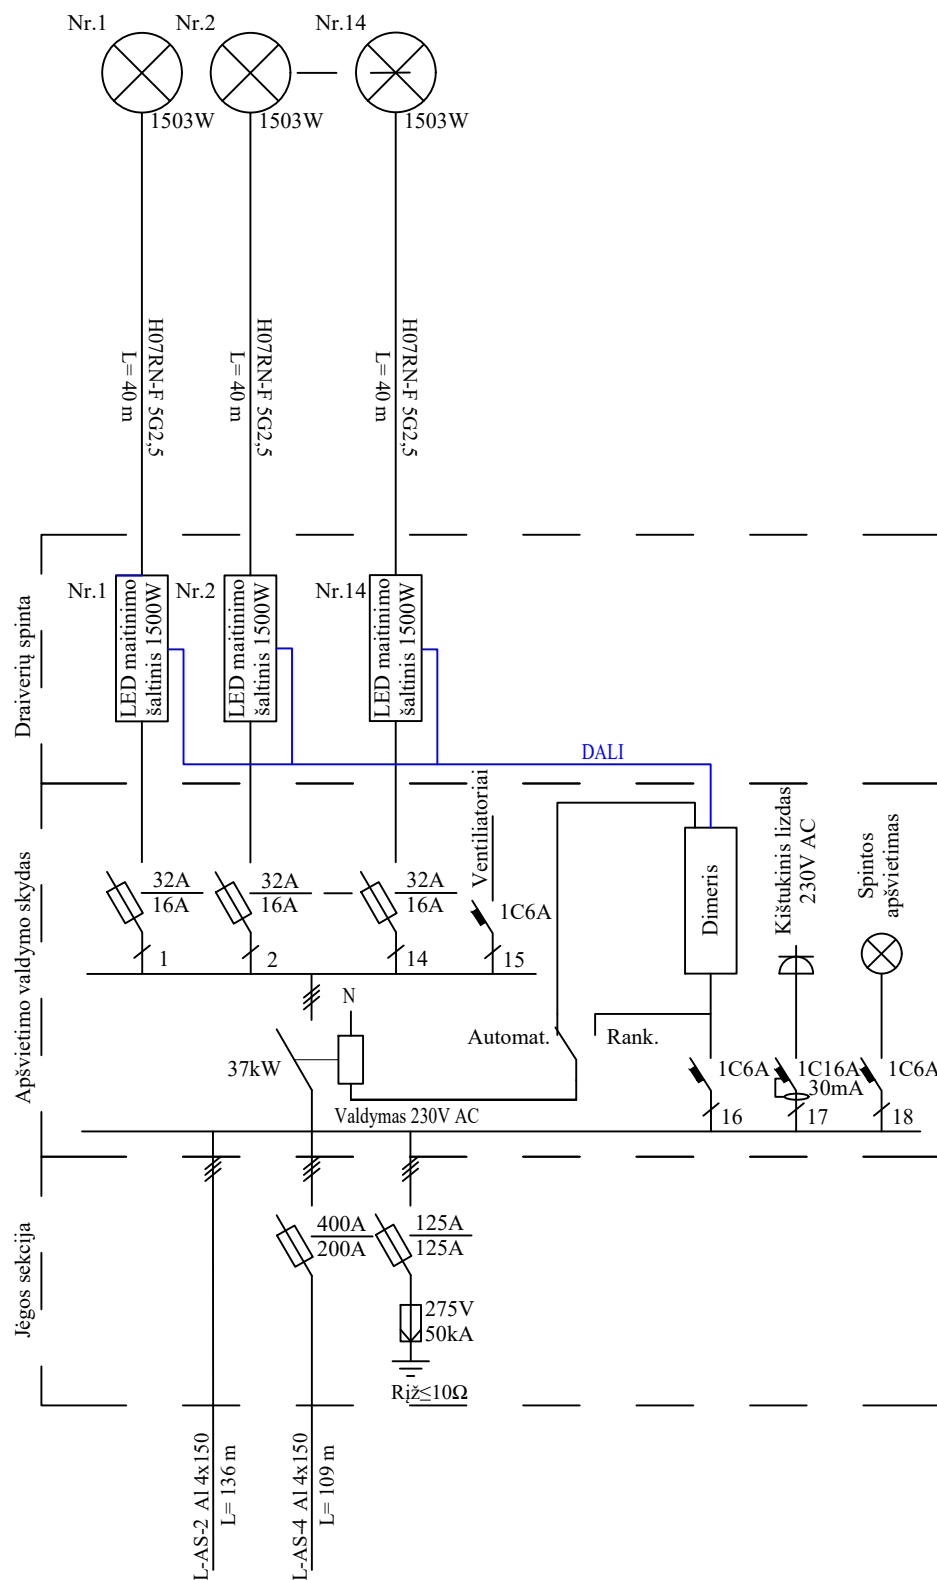 Nr.1
Nr.2
Nr.14
1503W
1503W
1503W
H07RN-F 5G2,5
L= 40 m
H07RN-F 5G2,5
L= 40 m
H07RN-F 5G2,5
L= 40 m
Draiverių spinta
Nr.1
LED maitinimo
šaltinis 1500W
Nr.2
LED maitinimo
šaltinis 1500W
Nr.14
LED maitinimo
šaltinis 1500W
DALI
Apšvietimo valdymo skydas
32A
16A
1
32A
16A
2
32A
16A
14
Ventiliatoriai
1C6A
15
Dimeris
Kištukinis lizdas
230V AC
Spintos
apšvietimas
N
37kW
Automat.
Rank.
Valdymas 230V AC
1C6A
16
1C16A
30mA
17
1C6A
18
Jėgos sekcija
400A
200A
125A
125A
275V
50kA
Rįž≤10Ω
L-AS-2 Al 4x150
L= 136 m
L-AS-4 Al 4x150
L= 109 m